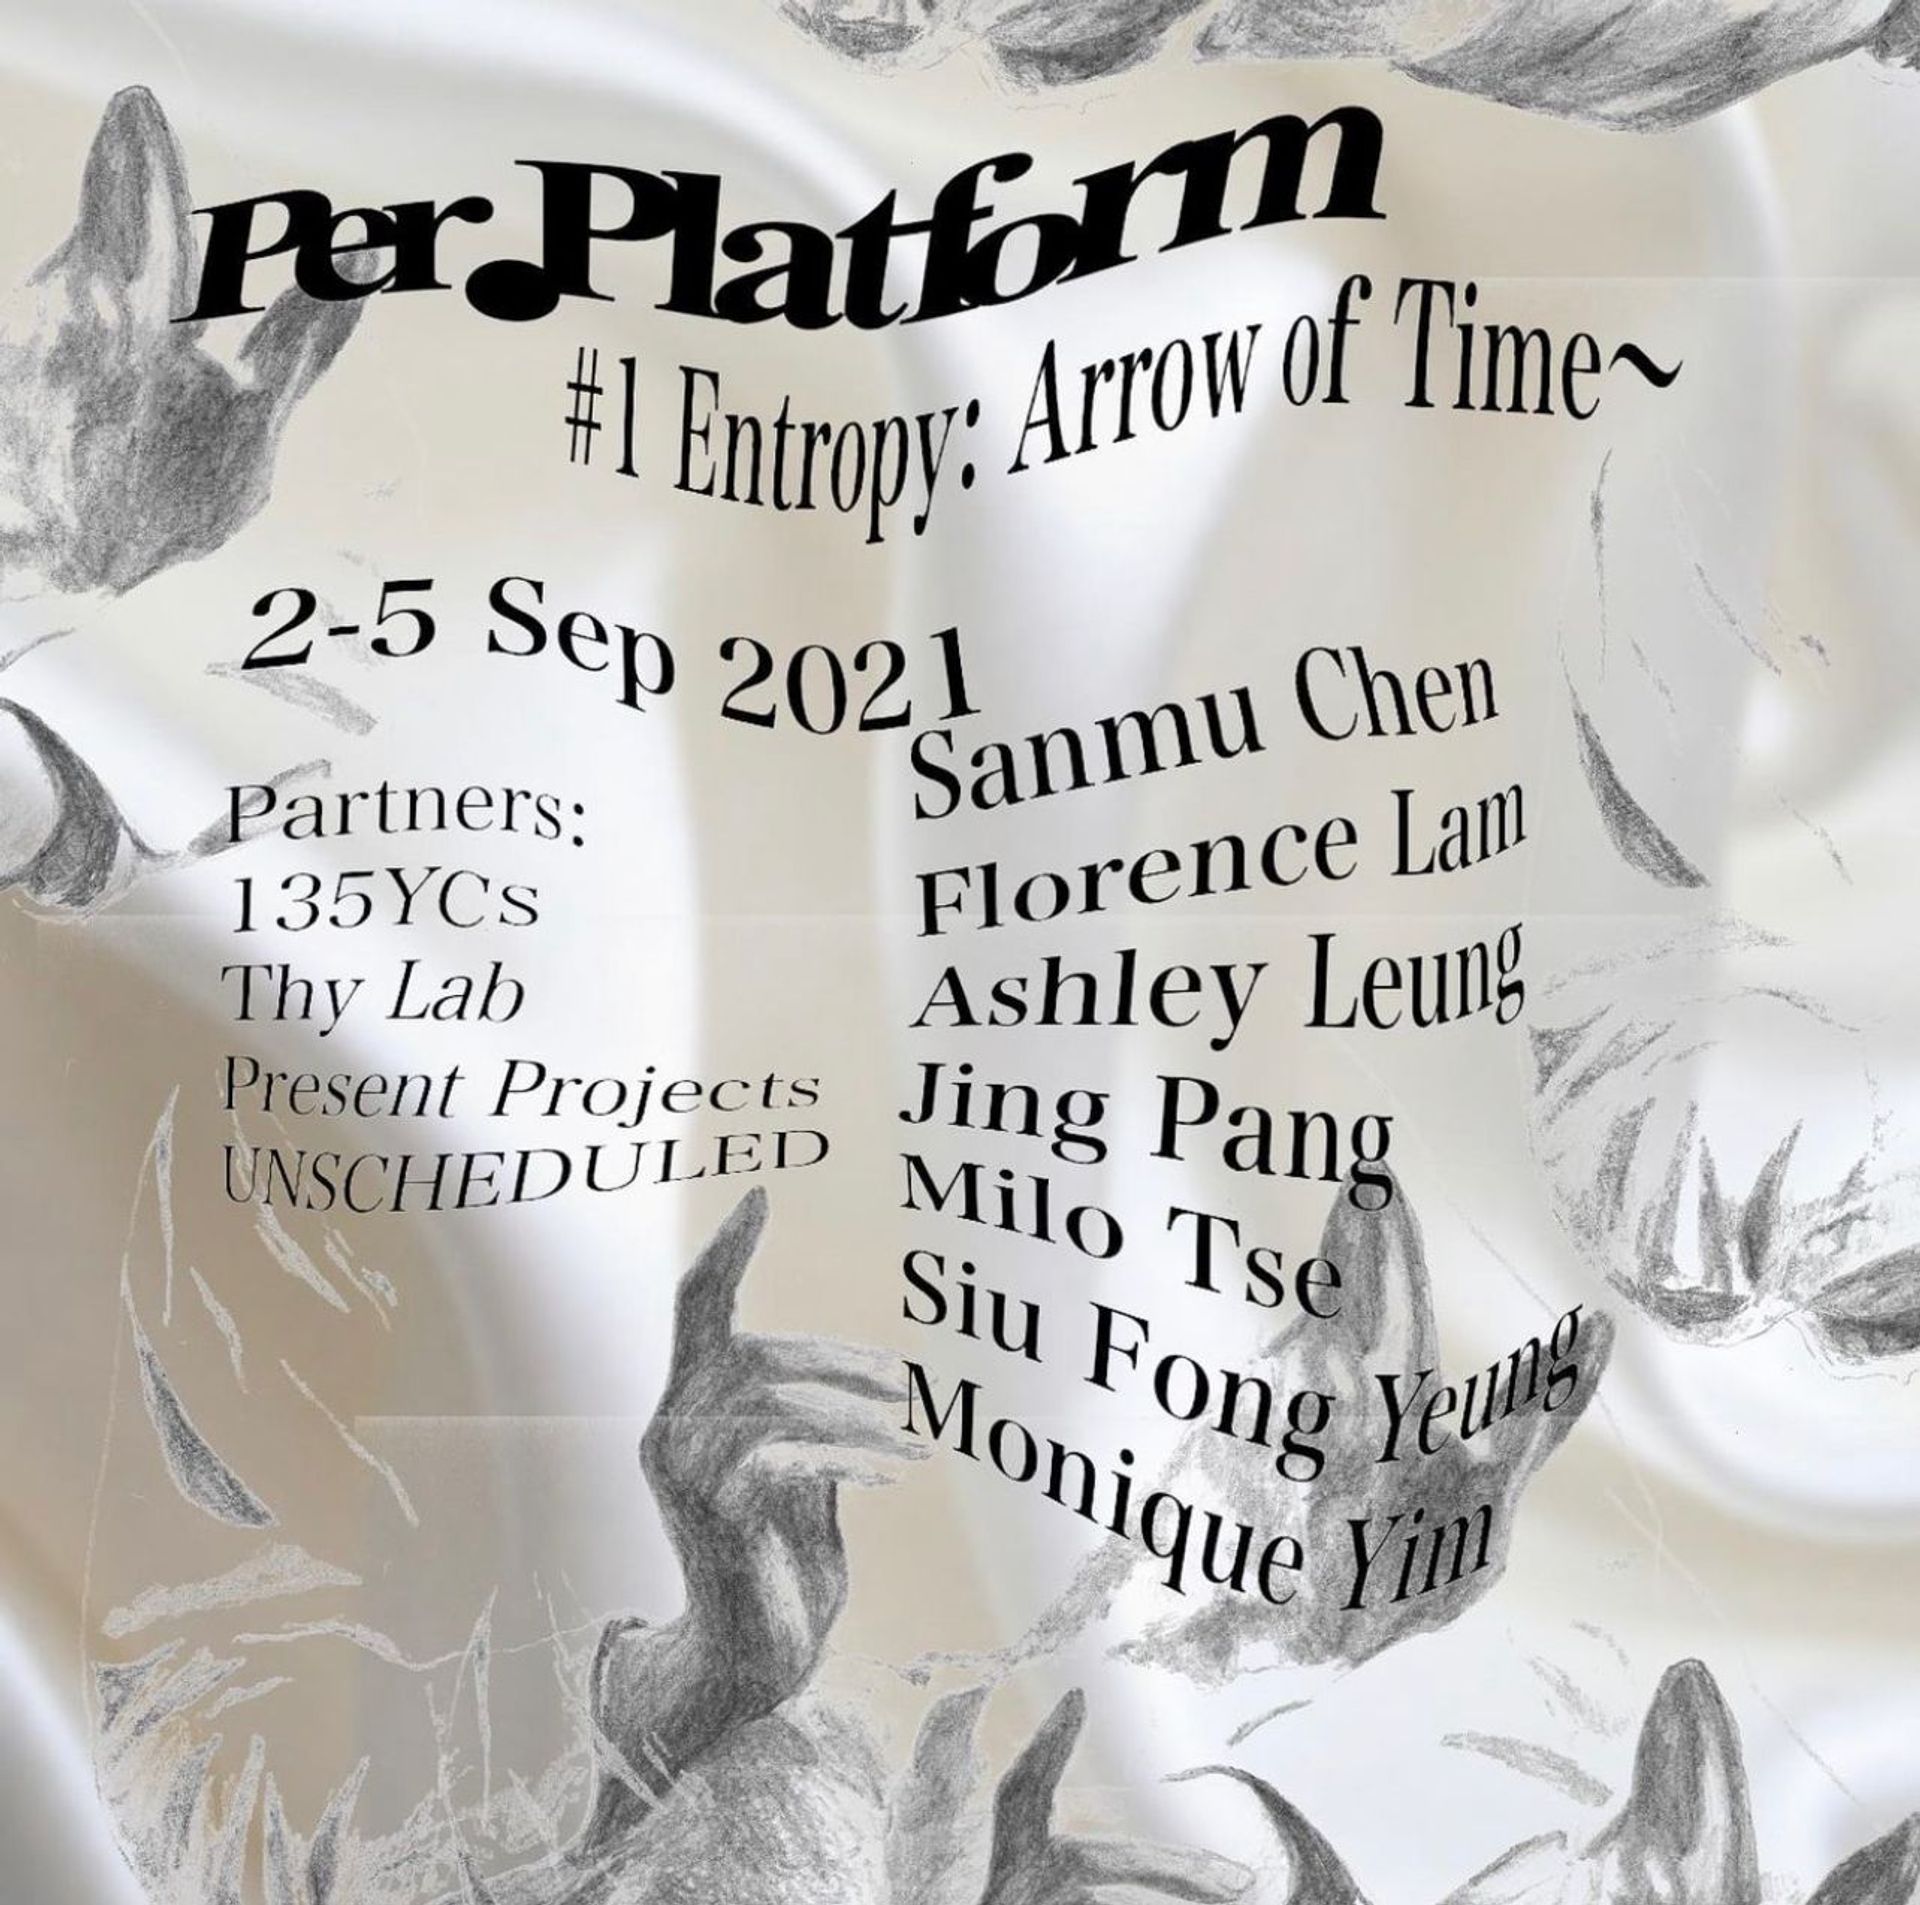 Per.Platform
#1 Entropy: Arrow of Time~
2-5 Sep 2021
Partners:
135YCs
Thy Lab
Present Projects
UNSCHEDULED
Sanmu Chen
Florence Lam
Ashley Leung
Jing Pang
Milo Tse
Siu Fong Yeung
Monique Yim